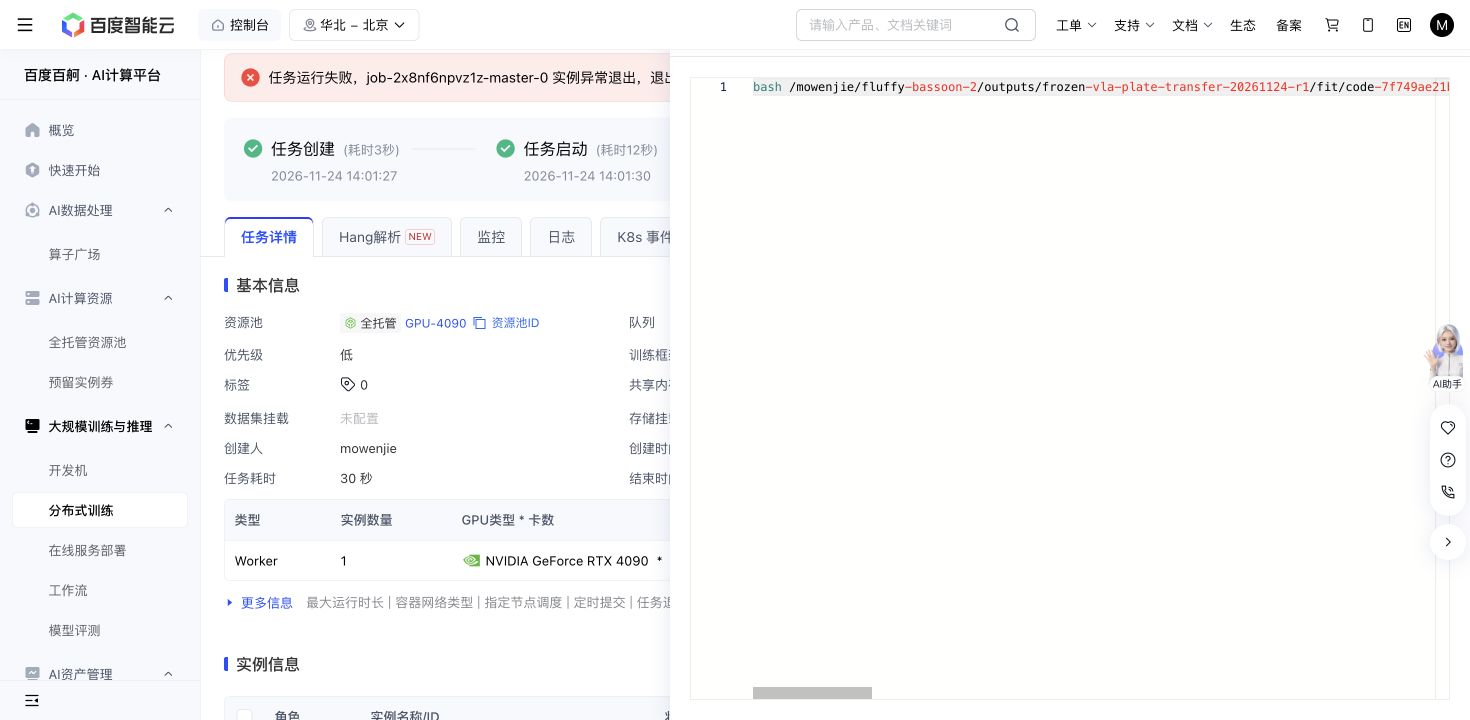 百度智能云
控制台
华北 – 北京
请输入产品、文档关键词
工单
支持
文档
生态
备案
EN
M
百度百舸 · AI计算平台
概览
快速开始
AI数据处理
算子广场
AI计算资源
全托管资源池
预留实例券
大规模训练与推理
开发机
分布式训练
在线服务部署
工作流
模型评测
AI资产管理
任务运行失败，job-2x8nf6npvz1z-master-0 实例异常退出，退
任务创建 (耗时3秒)
2026-11-24 14:01:27
任务启动 (耗时12秒)
2026-11-24 14:01:30
任务详情
Hang解析 NEW
监控
日志
K8s 事件
基本信息
资源池 全托管 GPU-4090 资源池ID 队列
优先级 低 训练框
标签 0 共享内
数据集挂载 未配置 存储挂
创建人 mowenjie 创建时
任务耗时 30 秒 结束时
类型 实例数量 GPU类型 * 卡数
Worker 1 NVIDIA GeForce RTX 4090 *
更多信息 最大运行时长 | 容器网络类型 | 指定节点调度 | 定时提交 | 任务
实例信息
角色 实例名称/ID
1 bash /mowenjie/fluffy-bassoon-2/outputs/frozen-vla-plate-transfer-20261124-r1/fit/code-7f749ae21
AI助手